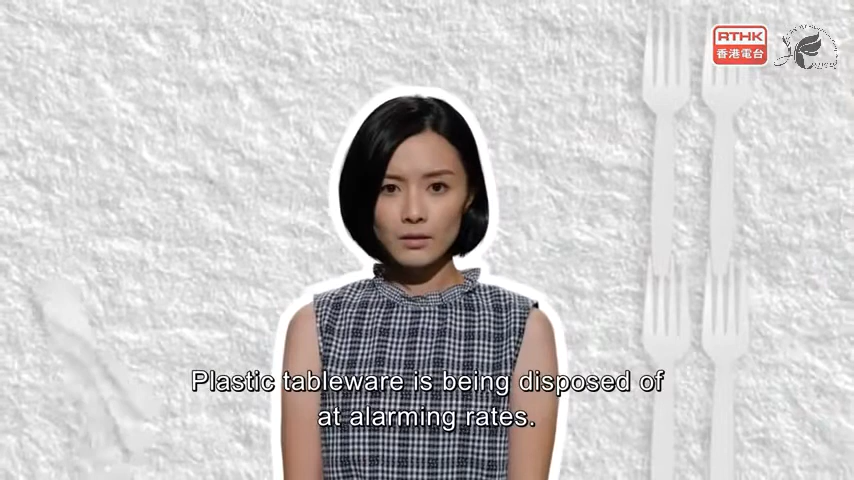 RTHK
香港電台
Plastic tableware is being disposed of
at alarming rates.